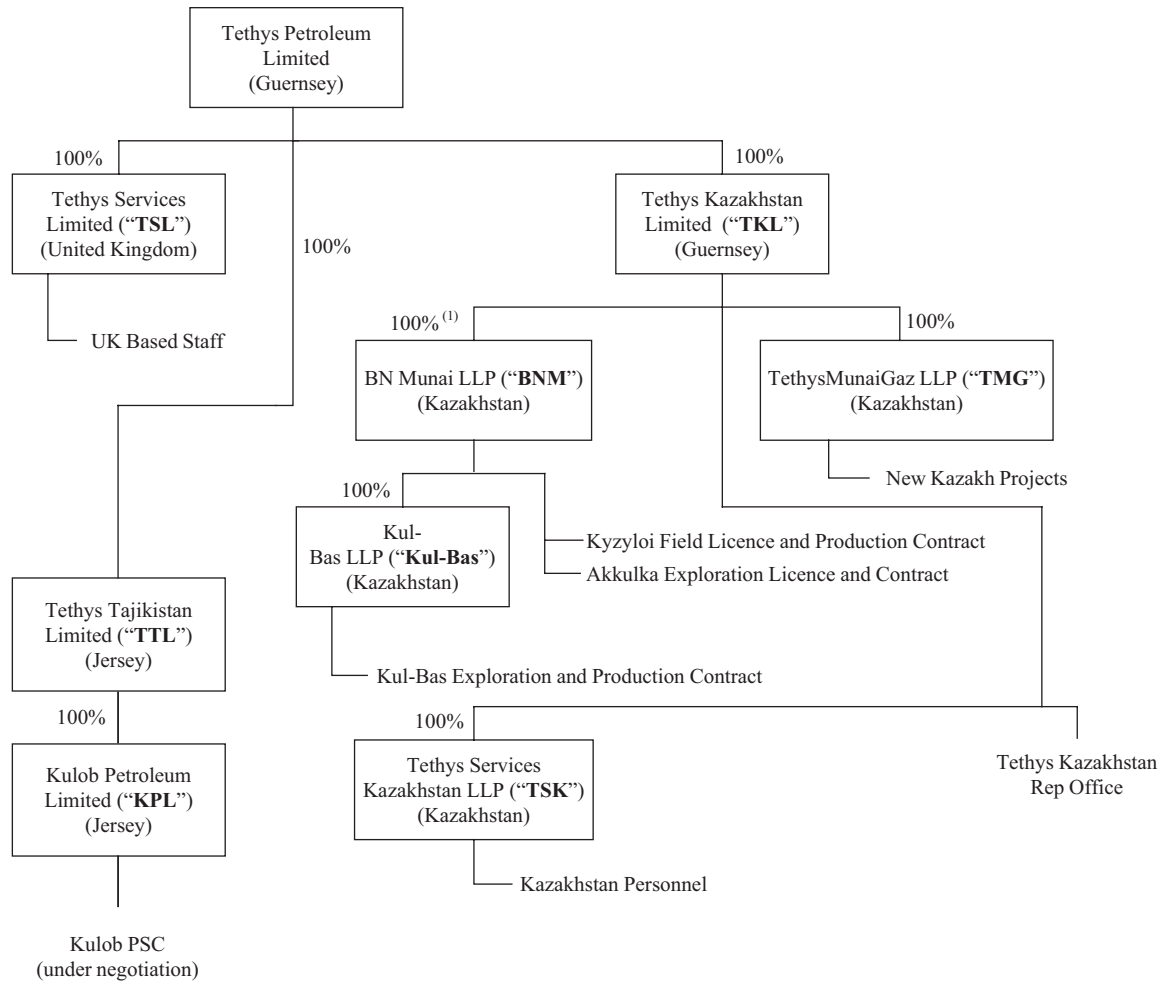 Tethys Petroleum
Limited
(Guernsey)
100%
100%
Tethys Services
Limited (“TSL”)
(United Kingdom)
100%
Tethys Kazakhstan
Limited (“TKL”)
(Guernsey)
UK Based Staff
100% (1)
100%
BN Munai LLP (“BNM”)
(Kazakhstan)
TethysMunaiGaz LLP (“TMG”)
(Kazakhstan)
New Kazakh Projects
100%
Kul-
Bas LLP (“Kul-Bas”)
(Kazakhstan)
Kyzyloi Field Licence and Production Contract
Akkulka Exploration Licence and Contract
Tethys Tajikistan
Limited (“TTL”)
(Jersey)
Kul-Bas Exploration and Production Contract
100%
100%
Kulob Petroleum
Limited (“KPL”)
(Jersey)
Tethys Services
Kazakhstan LLP (“TSK”)
(Kazakhstan)
Tethys Kazakhstan
Rep Office
Kazakhstan Personnel
Kulob PSC
(under negotiation)